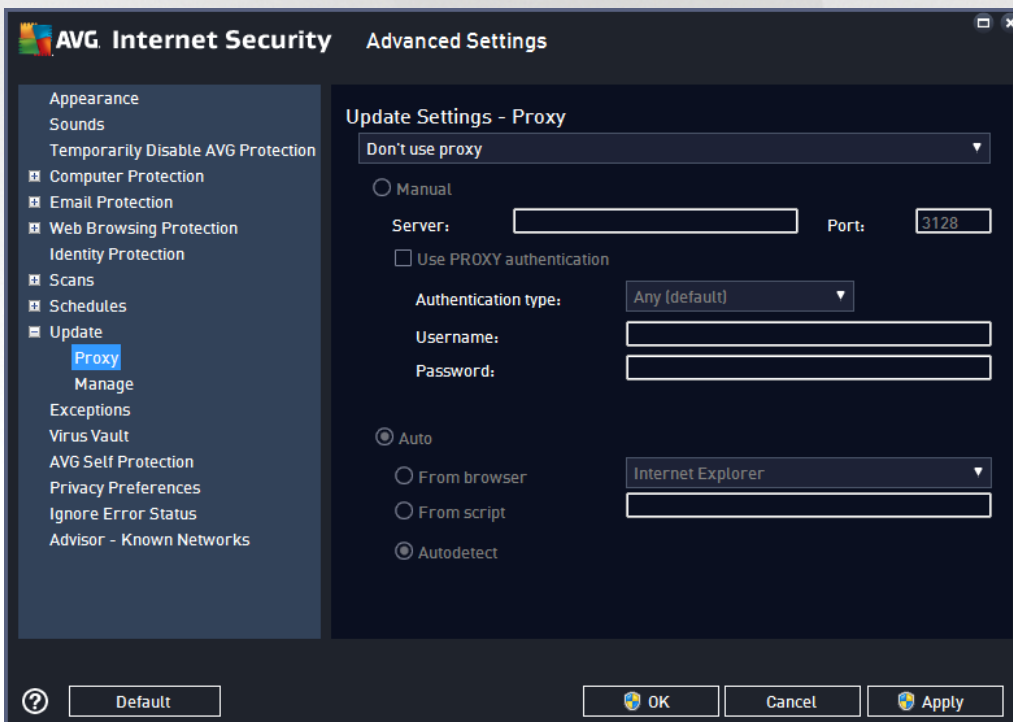 AVG. Internet Security Advanced Settings
Appearance
Sounds
Temporarily Disable AVG Protection
Computer Protection
Email Protection
Web Browsing Protection
Identity Protection
Scans
Schedules
Update
Proxy
Manage
Exceptions
Virus Vault
AVG Self Protection
Privacy Preferences
Ignore Error Status
Advisor - Known Networks
Update Settings - Proxy
Don't use proxy
Manual
Server: Port: 3128
Use PROXY authentication
Authentication type: Any (default)
Username:
Password:
Auto
From browser Internet Explorer
From script
Autodetect
? Default OK Cancel Apply